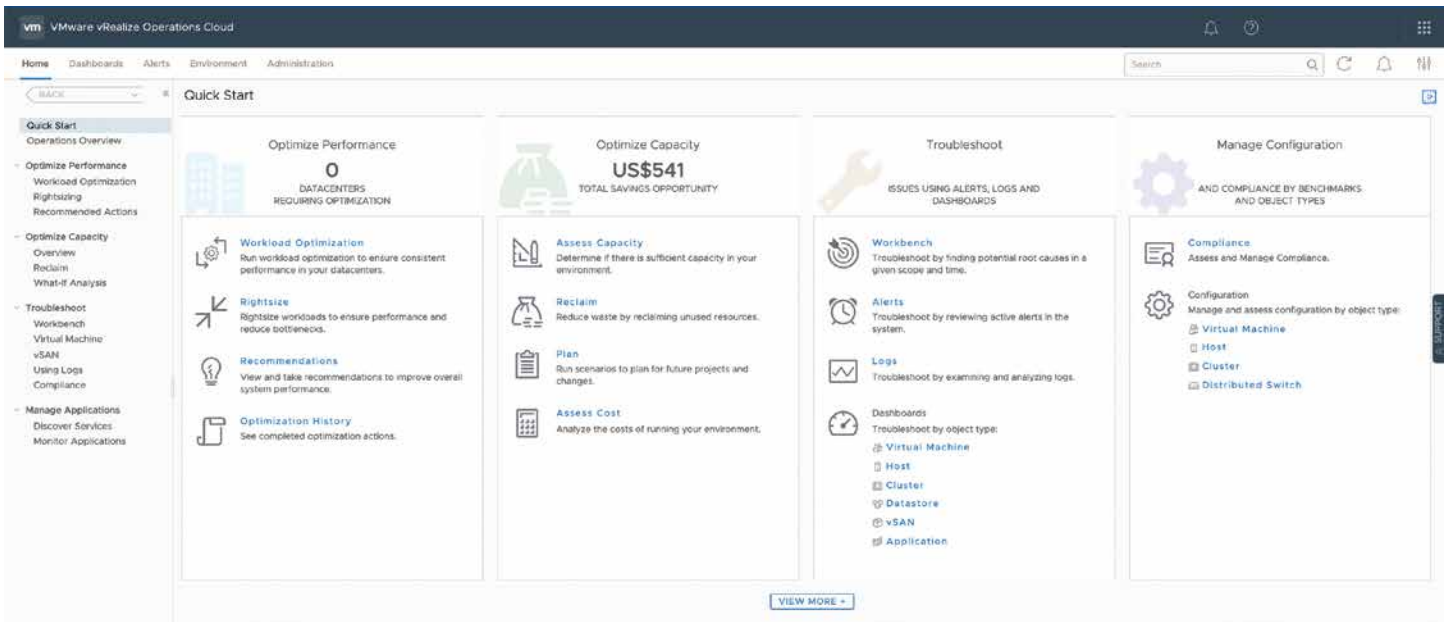 vm VMware vRealize Operations Cloud
Home Dashboards Alerts Environment Administration
Search
BACK
Quick Start
Operations Overview
Optimize Performance
Workload Optimization
Rightsizing
Recommended Actions
Optimize Capacity
Overview
Reclaim
What-If Analysis
Troubleshoot
Workbench
Virtual Machine
vSAN
Using Logs
Compliance
Manage Applications
Discover Services
Monitor Applications
Quick Start
Optimize Performance
0
DATACENTERS
REQUIRING OPTIMIZATION
Workload Optimization
Run workload optimization to ensure consistent
performance in your datacenters.
Rightsize
Rightsize workloads to ensure performance and
reduce bottlenecks.
Recommendations
View and take recommendations to improve overall
system performance.
Optimization History
See completed optimization actions.
Optimize Capacity
US$541
TOTAL SAVINGS OPPORTUNITY
Assess Capacity
Determine if there is sufficient capacity in your
environment.
Reclaim
Reduce waste by reclaiming unused resources.
Plan
Run scenarios to plan for future projects and
changes.
Assess Cost
Analyze the costs of running your environment.
Troubleshoot
ISSUES USING ALERTS, LOGS AND
DASHBOARDS
Workbench
Troubleshoot by finding potential root causes in a
given scope and time.
Alerts
Troubleshoot by reviewing active alerts in the
system.
Logs
Troubleshoot by examining and analyzing logs.
Dashboards
Troubleshoot by object type:
Virtual Machine
Host
Cluster
Datastore
vSAN
Application
Manage Configuration
AND COMPLIANCE BY BENCHMARKS
AND OBJECT TYPES
Compliance
Assess and Manage Compliance.
Configuration
Manage and assess configuration by object type:
Virtual Machine
Host
Cluster
Distributed Switch
SUPPORT
VIEW MORE +